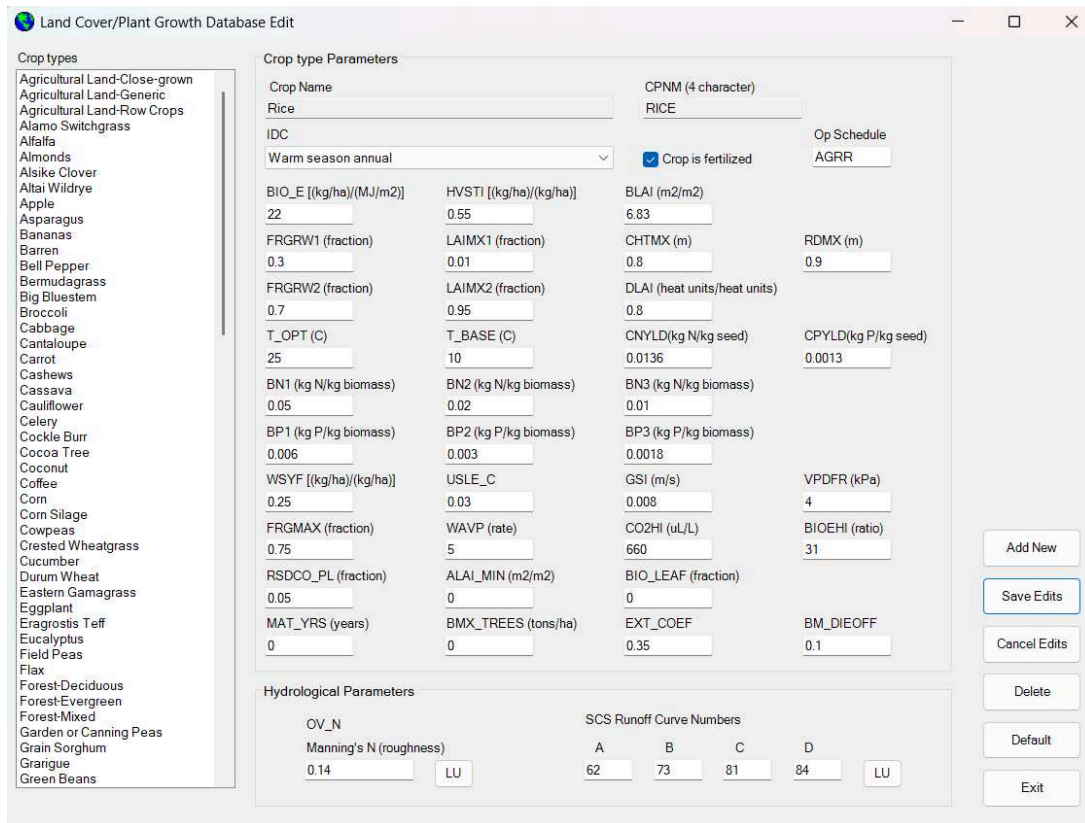 Land Cover/Plant Growth Database Edit
Crop types
Agricultural Land-Close-grown
Agricultural Land-Generic
Agricultural Land-Row Crops
Alamo Switchgrass
Alfalfa
Almonds
Alsike Clover
Altai Wildrye
Apple
Asparagus
Bananas
Barren
Bell Pepper
Bermudagrass
Big Bluestem
Broccoli
Cabbage
Cantaloupe
Carrot
Cashews
Cassava
Cauliflower
Celery
Cockle Burr
Cocoa Tree
Coconut
Coffee
Corn
Corn Silage
Cowpeas
Crested Wheatgrass
Cucumber
Durum Wheat
Eastern Gamagrass
Eggplant
Eragrostis Teff
Eucalyptus
Field Peas
Flax
Forest-Deciduous
Forest-Evergreen
Forest-Mixed
Garden or Canning Peas
Grain Sorghum
Grarigue
Green Beans
Crop type Parameters
Crop Name CPNM (4 character)
Rice RICE
IDC Op Schedule
Warm season annual Crop is fertilized AGRR
BIO_E [(kg/ha)/(MJ/m2)] HVSTI [(kg/ha)/(kg/ha)] BLAI (m2/m2)
22 0.55 6.83
FRGRW1 (fraction) LAIMX1 (fraction) CHTMX (m) RDMX (m)
0.3 0.01 0.8 0.9
FRGRW2 (fraction) LAIMX2 (fraction) DLAI (heat units/heat units)
0.7 0.95 0.8
T_OPT (C) T_BASE (C) CNYLD(kg N/kg seed) CPYLD(kg P/kg seed)
25 10 0.0136 0.0013
BN1 (kg N/kg biomass) BN2 (kg N/kg biomass) BN3 (kg N/kg biomass)
0.05 0.02 0.01
BP1 (kg P/kg biomass) BP2 (kg P/kg biomass) BP3 (kg P/kg biomass)
0.006 0.003 0.0018
WSYF [(kg/ha)/(kg/ha)] USLE_C GSI (m/s) VPDFR (kPa)
0.25 0.03 0.008 4
FRGMAX (fraction) WAVP (rate) CO2HI (uL/L) BIOEHI (ratio)
0.75 5 660 31
RSDCO_PL (fraction) ALAI_MIN (m2/m2) BIO_LEAF (fraction)
0.05 0 0
MAT_YRS (years) BMX_TREES (tons/ha) EXT_COEF BM_DIEOFF
0 0 0.35 0.1
Hydrological Parameters
OV_N SCS Runoff Curve Numbers
Manning's N (roughness) A B C D
0.14 LU 62 73 81 84 LU
Add New
Save Edits
Cancel Edits
Delete
Default
Exit